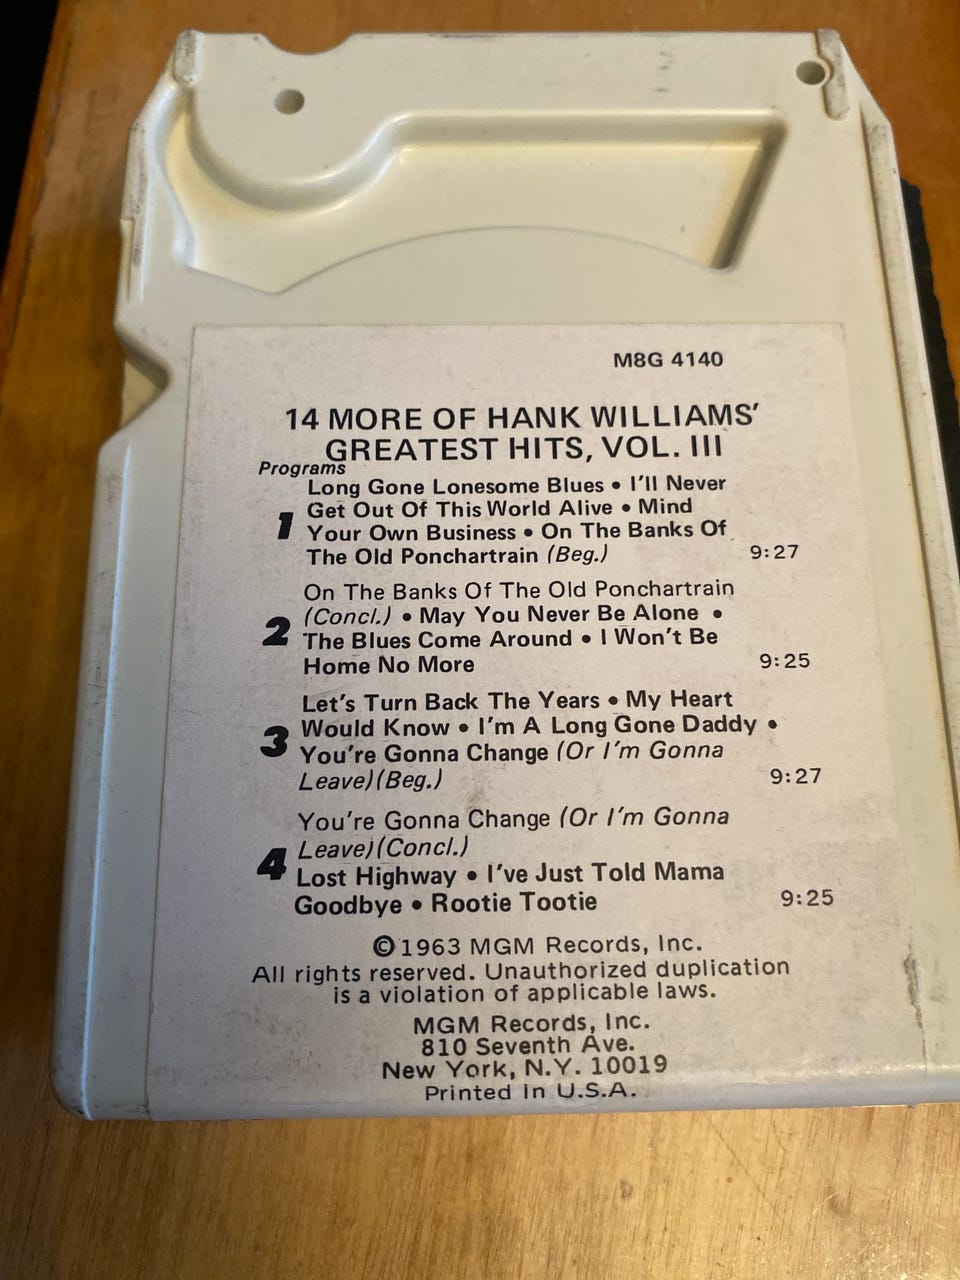 M8G 4140
14 MORE OF HANK WILLIAMS'
GREATEST HITS, VOL. III
Programs
Long Gone Lonesome Blues • I'll Never
1 Get Out Of This World Alive • Mind
Your Own Business • On The Banks Of
The Old Ponchartrain (Beg.) 9:27
On The Banks Of The Old Ponchartrain
2 (Concl.) • May You Never Be Alone •
The Blues Come Around • I Won't Be
Home No More 9:25
Let's Turn Back The Years • My Heart
3 Would Know • I'm A Long Gone Daddy •
You're Gonna Change (Or I'm Gonna
Leave)(Beg.) 9:27
You're Gonna Change (Or I'm Gonna
Leave)(Concl.)
4 Lost Highway • I've Just Told Mama
Goodbye • Rootie Tootie 9:25
©1963 MGM Records, Inc.
All rights reserved. Unauthorized duplication
is a violation of applicable laws.
MGM Records, Inc.
810 Seventh Ave.
New York, N.Y. 10019
Printed In U.S.A.